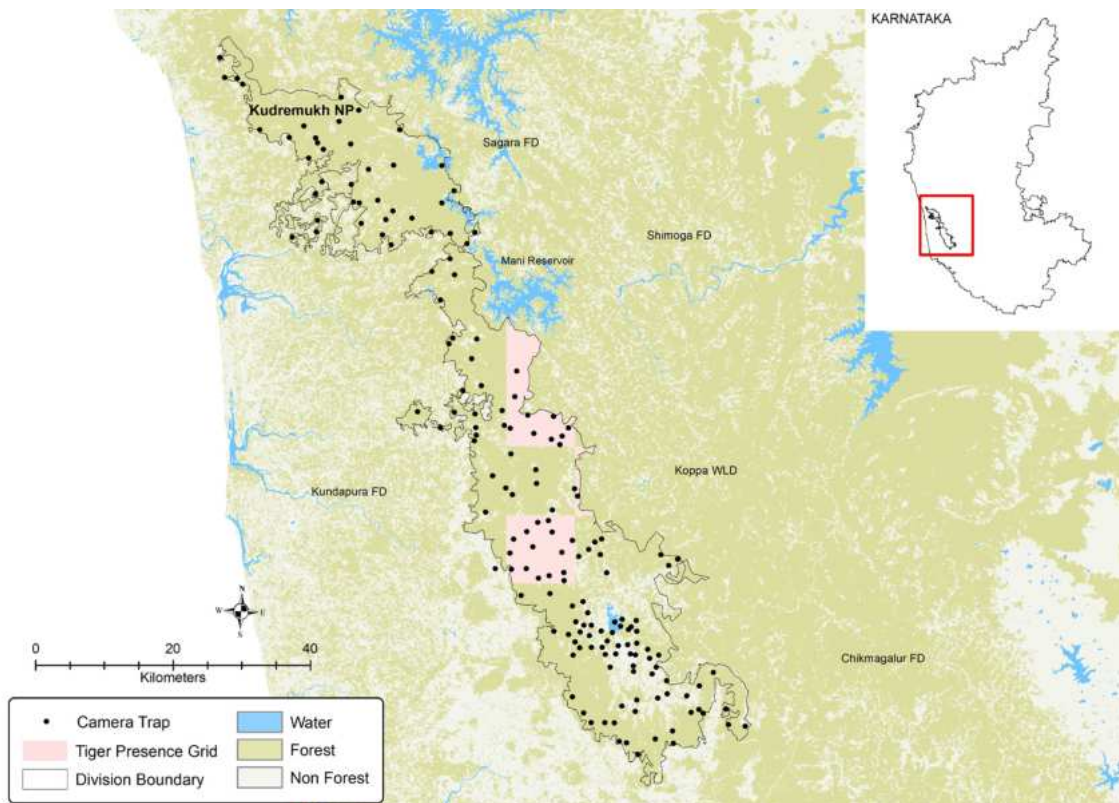 KARNATAKA
Kudremukh NP
Sagara FD
Shimoga FD
Mani Reservoir
Koppa WLD
Kundapura FD
N
W E
S
Chikmagalur FD
0 20 40
Kilometers
Camera Trap
Tiger Presence Grid
Division Boundary
Water
Forest
Non Forest